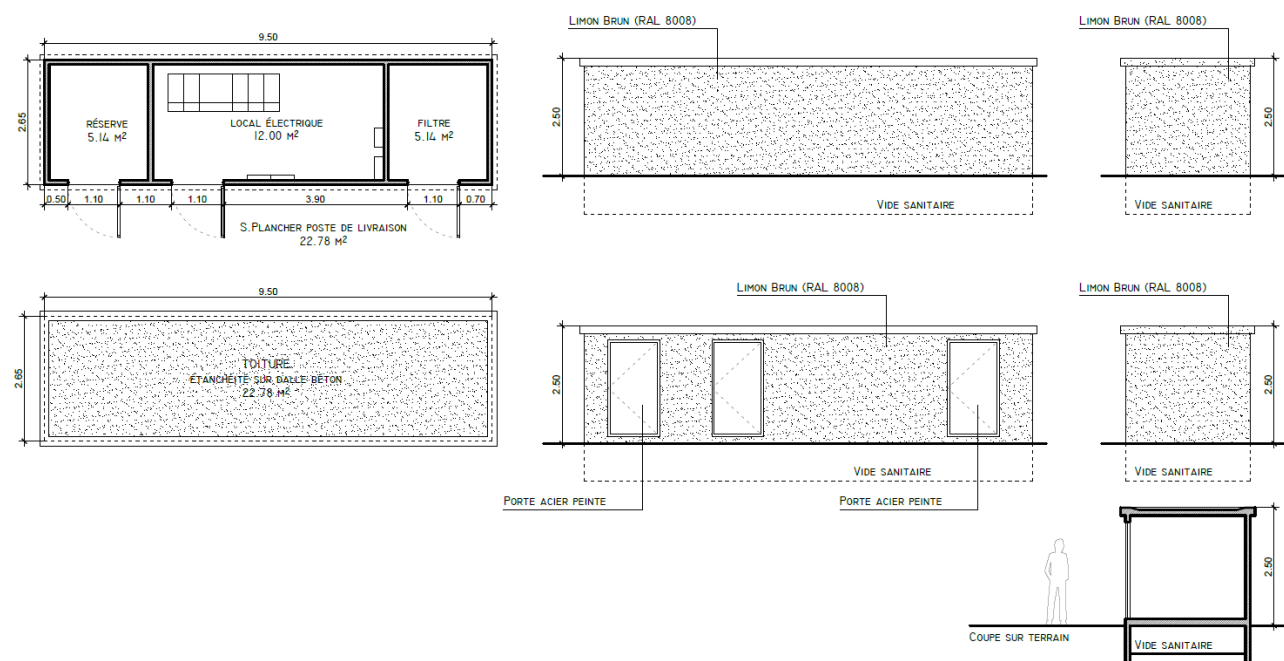 9.50
2.65
RÉSERVE
5.14 M²
LOCAL ÉLECTRIQUE
12.00 M²
FILTRE
5.14 M²
0.50 1.10 1.10 1.10 3.90 1.10 0.70
S.PLANCHER POSTE DE LIVRAISON
22.78 M²
LIMON BRUN (RAL 8008)
2.50
VIDE SANITAIRE
LIMON BRUN (RAL 8008)
2.50
VIDE SANITAIRE
9.50
2.65
TOITURE
ÉTANCHÉITÉ SUR DALLE BÉTON
22.78 M²
LIMON BRUN (RAL 8008)
2.50
VIDE SANITAIRE
PORTE ACIER PEINTE
PORTE ACIER PEINTE
LIMON BRUN (RAL 8008)
2.50
VIDE SANITAIRE
2.50
COUPE SUR TERRAIN
VIDE SANITAIRE